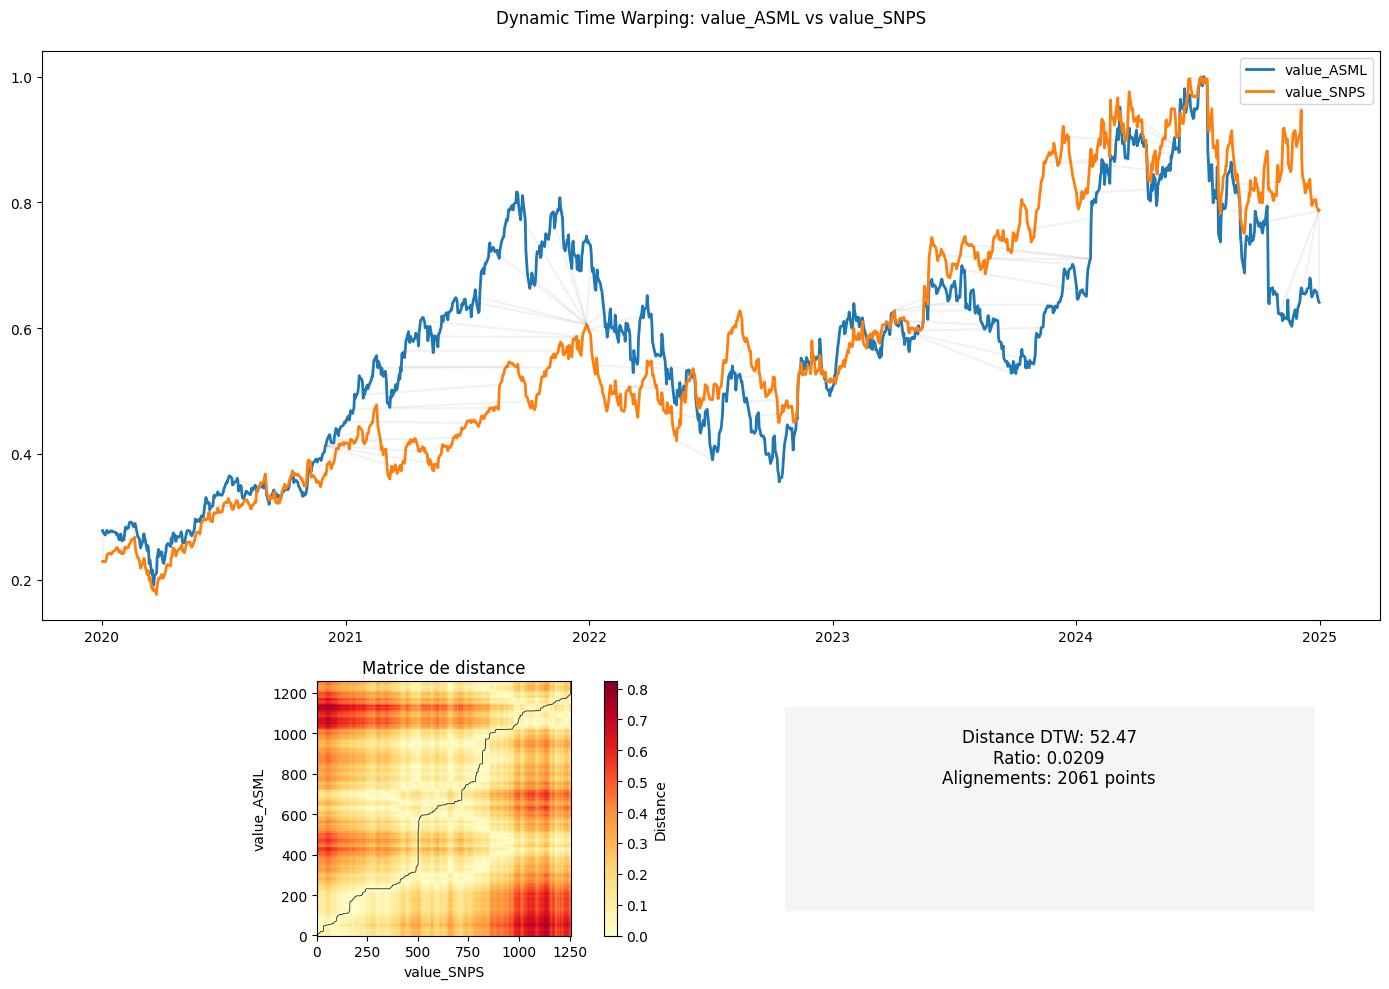 Dynamic Time Warping: value_ASML vs value_SNPS
1.0
0.8
0.6
0.4
0.2
value_ASML
value_SNPS
2020 2021 2022 2023 2024 2025
Matrice de distance
1200
1000
800
600
400
200
0
value_ASML
0 250 500 750 1000 1250
value_SNPS
0.8
0.7
0.6
0.5
0.4
0.3
0.2
0.1
0.0
Distance
Distance DTW: 52.47
Ratio: 0.0209
Alignements: 2061 points